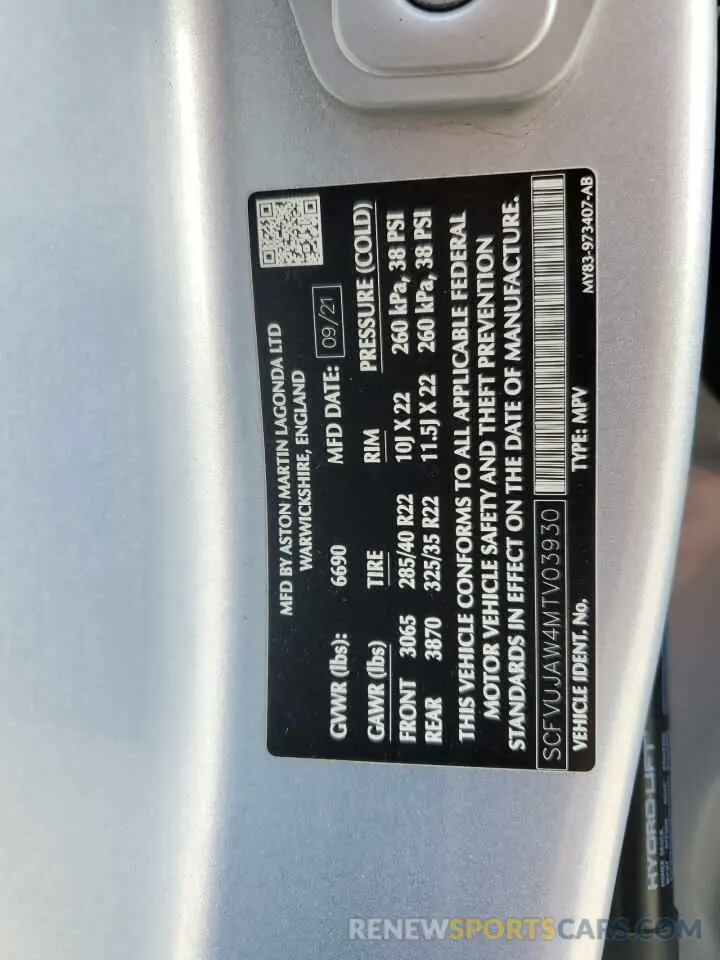 MFD BY ASTON MARTIN LAGONDA LTD
WARWICKSHIRE, ENGLAND
GVWR (lbs): 6690 MFD DATE: 09/21
GAWR (lbs) TIRE RIM PRESSURE (COLD)
FRONT 3065 285/40 R22 10J X 22 260 kPa, 38 PSI
REAR 3870 325/35 R22 11.5J X 22 260 kPa, 38 PSI
THIS VEHICLE CONFORMS TO ALL APPLICABLE FEDERAL
MOTOR VEHICLE SAFETY AND THEFT PREVENTION
STANDARDS IN EFFECT ON THE DATE OF MANUFACTURE.
SCFVUJAW4MTV03930
VEHICLE IDENT. No. TYPE: MPV MY83-973407-AB
HYDRO-LIFT
RENEWSPORTSCARS.COM